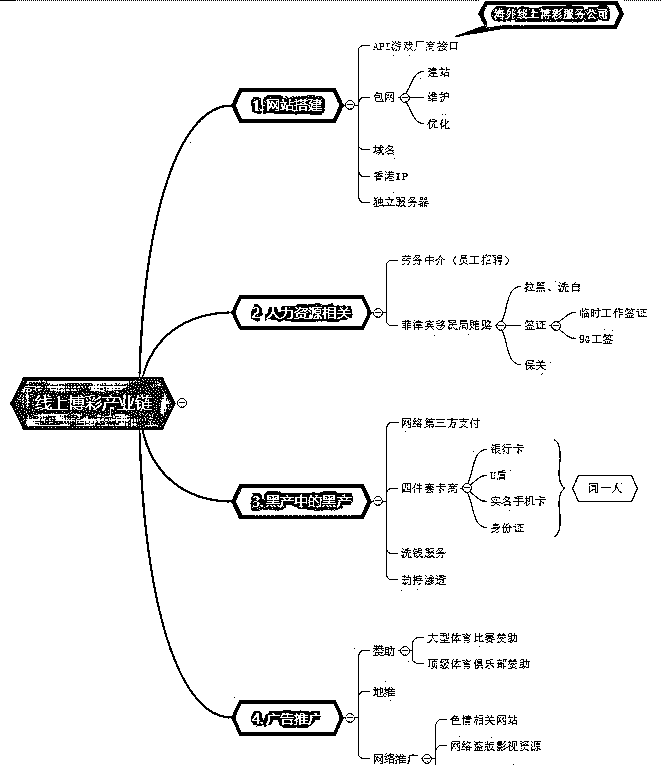 海外线上博彩服务公司
API游戏厂商接口
建站
1.网站搭建
包网
维护
优化
域名
香港IP
独立服务器
劳务中介（员工招聘）
拉黑、洗白
2.人力资源相关
菲律宾移民局贿赂
签证
临时工作签证
9g工签
保关
线上博彩产业链
网络第三方支付
银行卡
U盾
3.黑产中的黑产
四件套卡商
实名手机卡
同一人
身份证
洗钱服务
劫持渗透
赞助
大型体育比赛赞助
顶级体育俱乐部赞助
地推
4.广告推广
色情相关网站
网络推广
网络盗版影视资源